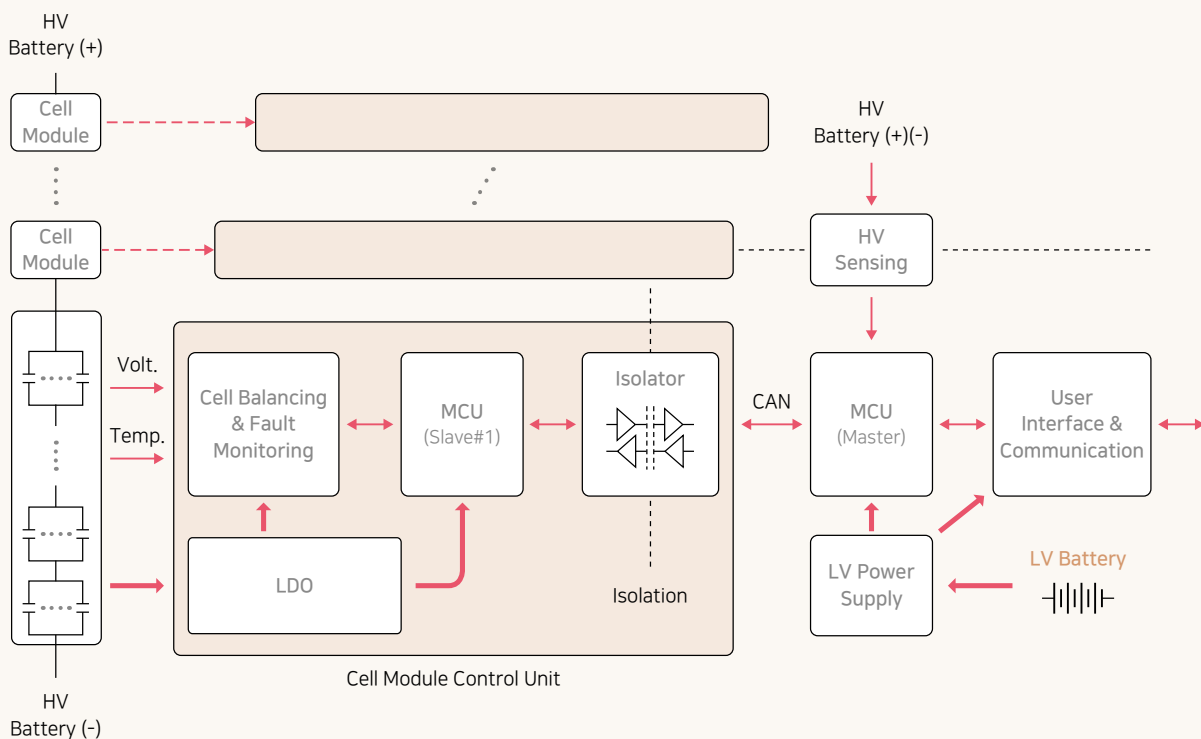 HV
Battery (+)
Cell
Module
HV
Battery (+)(-)
Cell
Module
HV
Sensing
Volt.
Temp.
Cell Balancing
& Fault
Monitoring
MCU
(Slave#1)
Isolator
CAN
MCU
(Master)
User
Interface &
Communication
LDO
Isolation
LV Power
Supply
LV Battery
Cell Module Control Unit
HV
Battery (-)